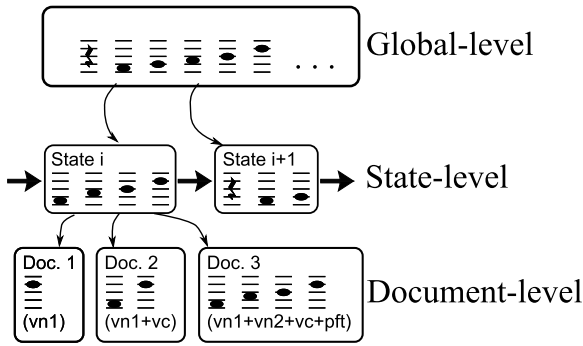 Global-level
. . .
State i
State i+1
State-level
Doc. 1
Doc. 2
Doc. 3
(vn1)
(vn1+vc)
(vn1+vn2+vc+pft)
Document-level